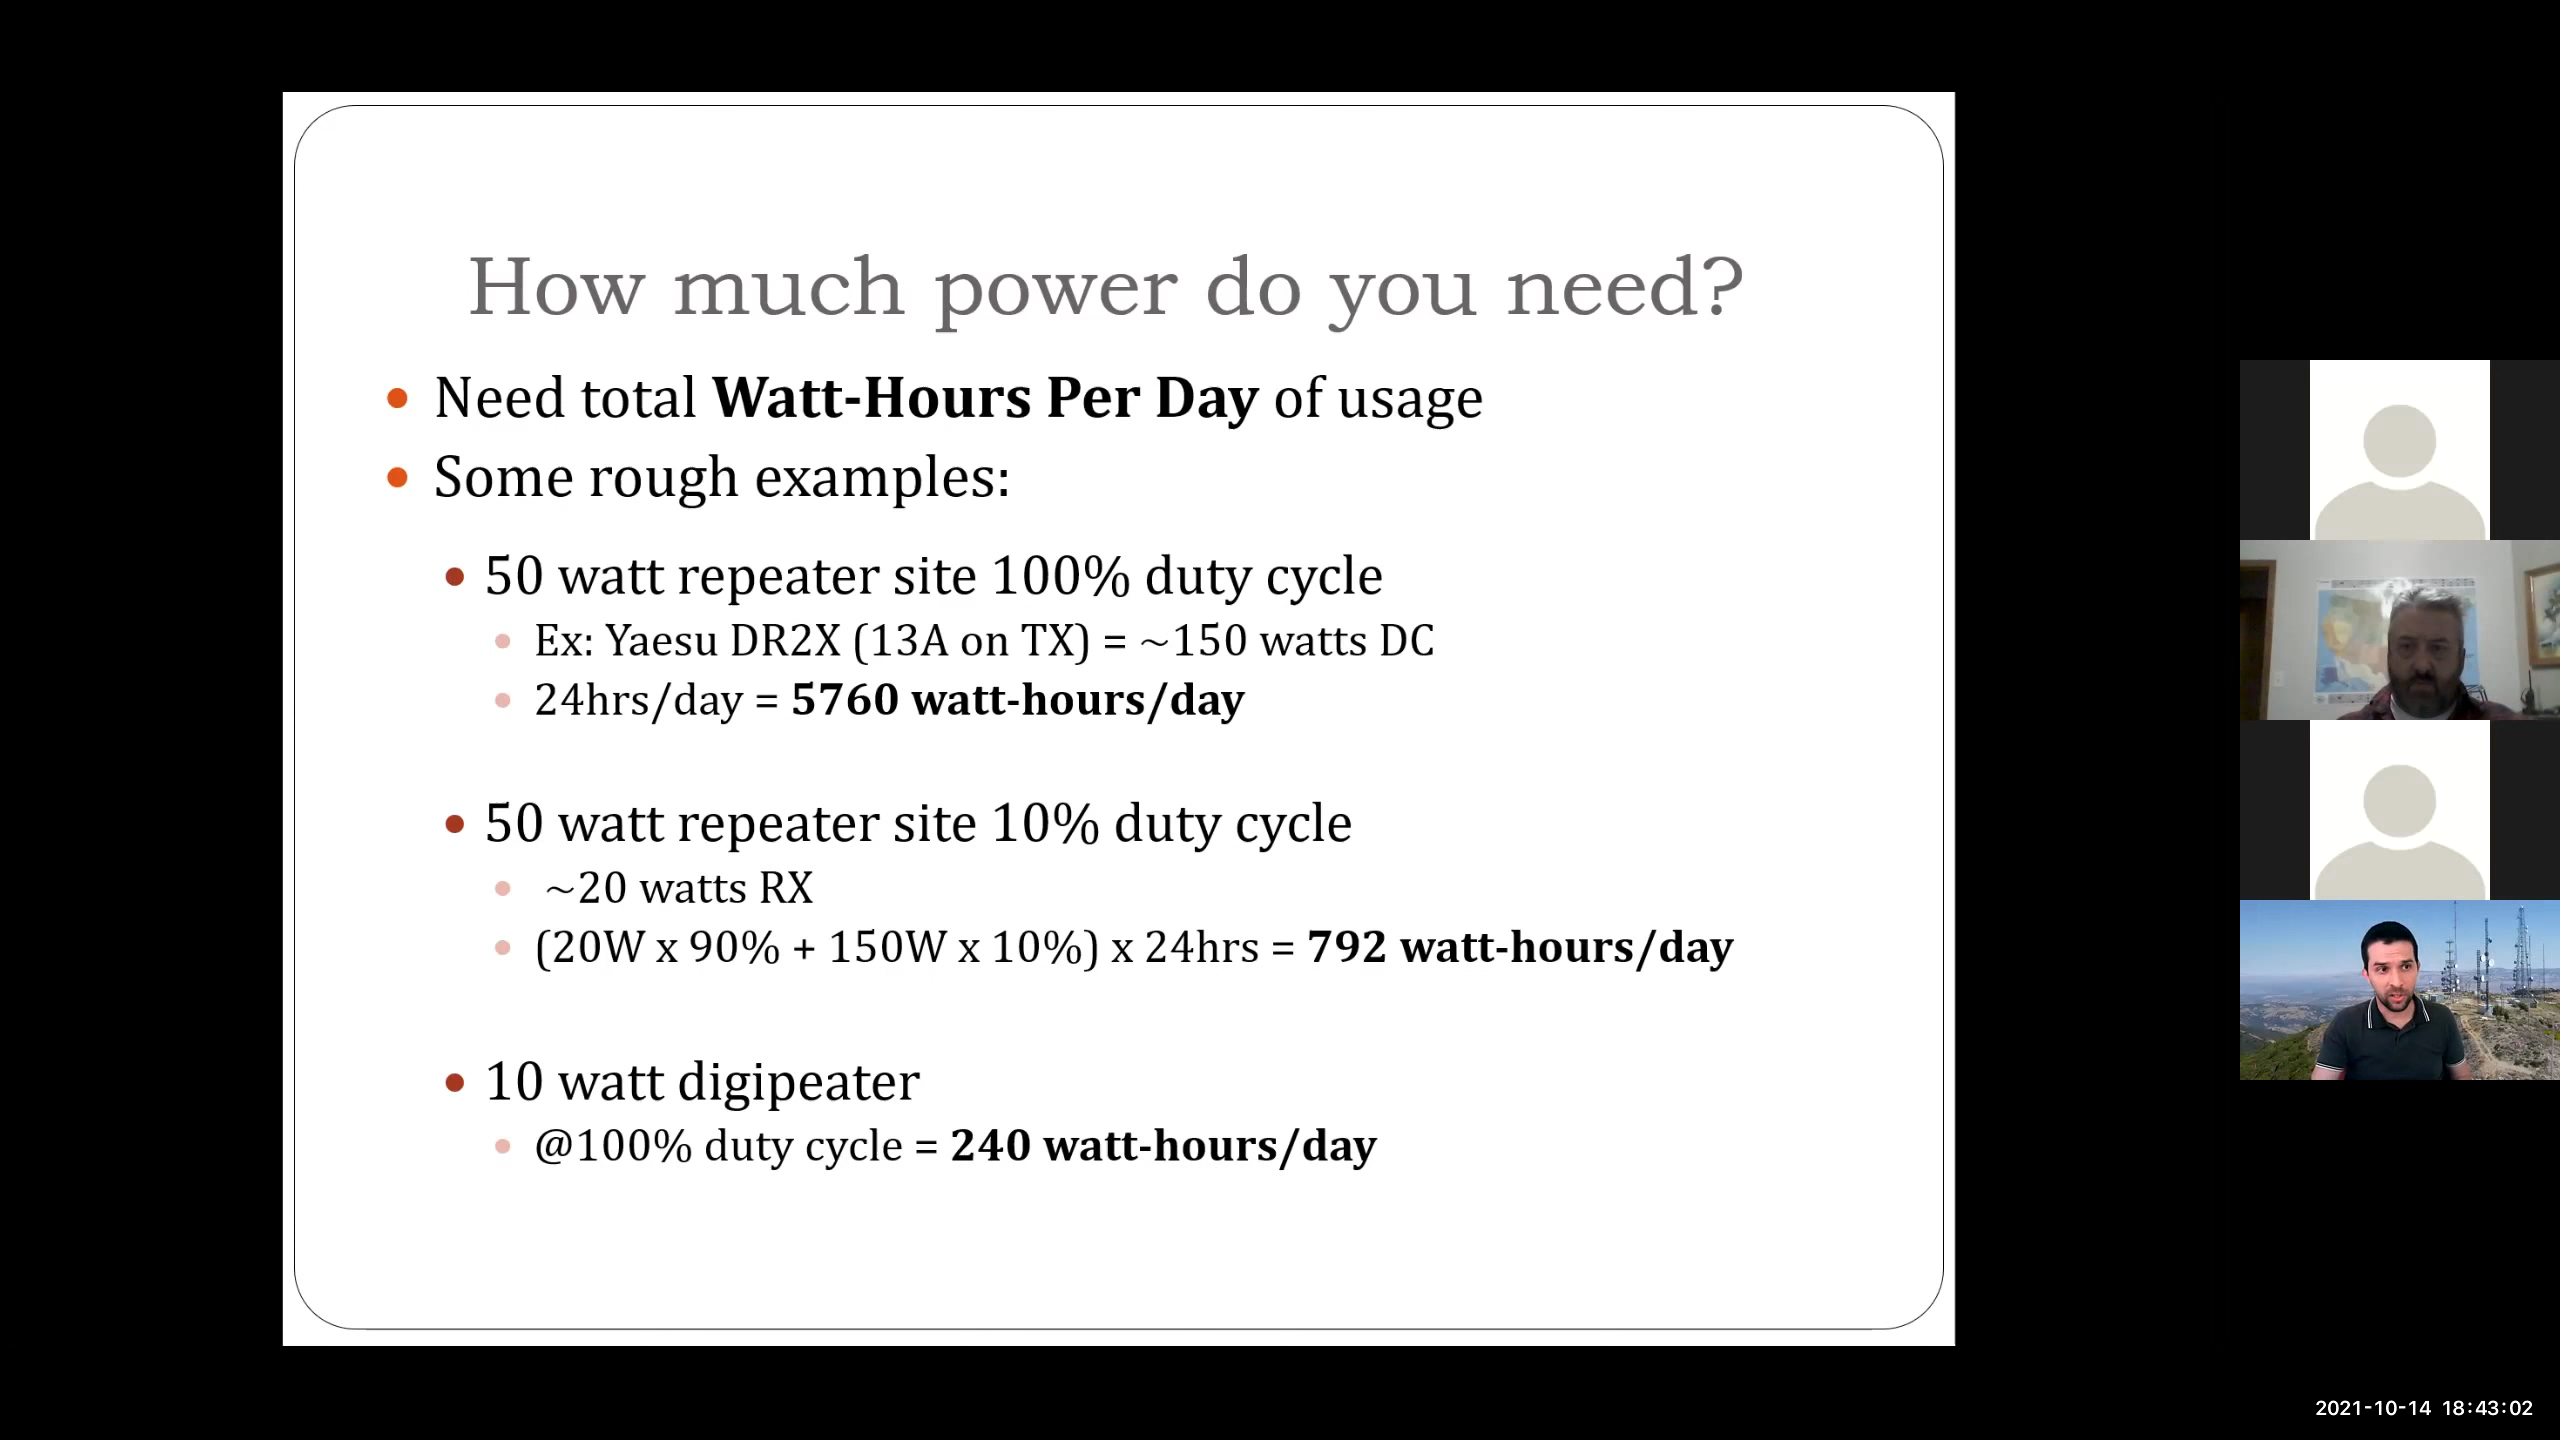 How much power do you need?
Need total Watt-Hours Per Day of usage
Some rough examples:
50 watt repeater site 100% duty cycle
Ex: Yaesu DR2X (13A on TX) = ~150 watts DC
24hrs/day = 5760 watt-hours/day
50 watt repeater site 10% duty cycle
~20 watts RX
(20W x 90% + 150W x 10%) x 24hrs = 792 watt-hours/day
10 watt digipeater
@100% duty cycle = 240 watt-hours/day
2021-10-14 18:43:02